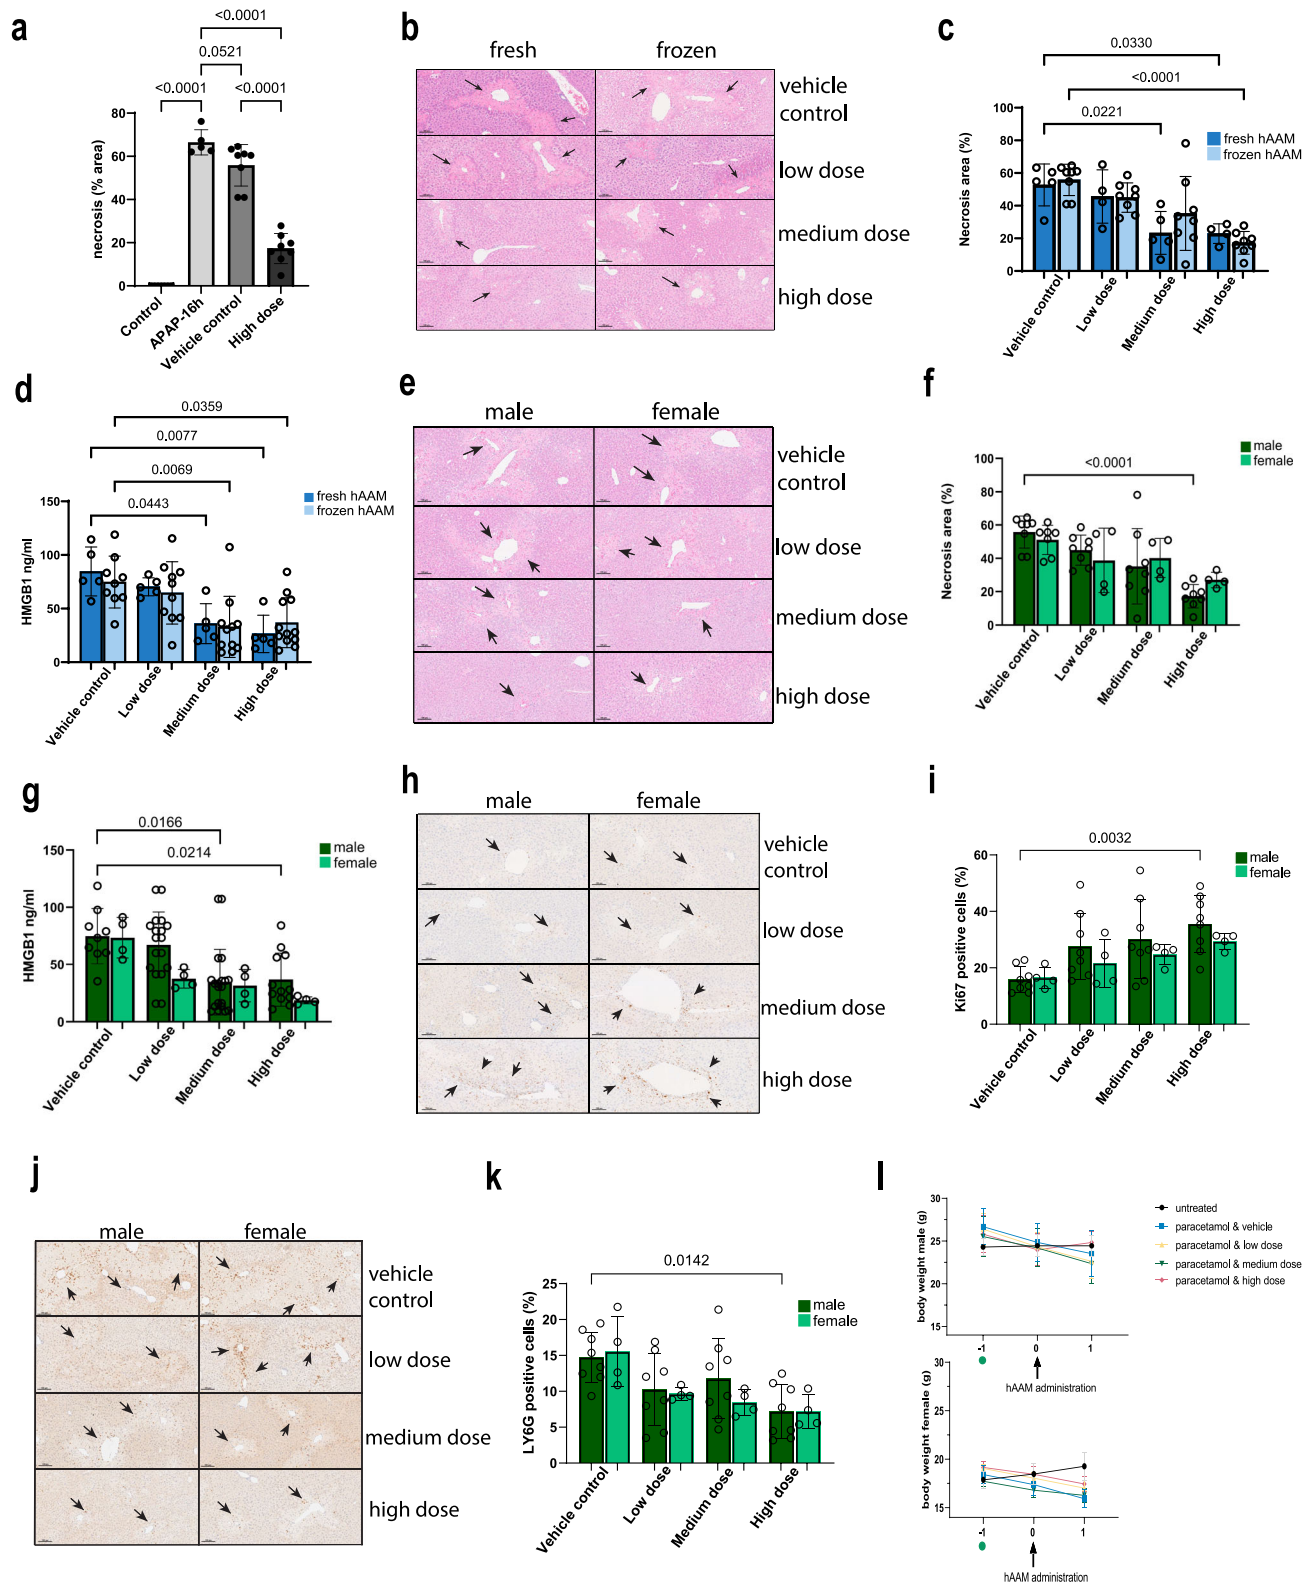 a
<0.0001
0.0521
<0.0001
<0.0001
necrosis (% area)
80
60
40
20
0
Control
APAP-16h
Vehicle control
High dose
b
fresh
frozen
vehicle
control
low dose
medium dose
high dose
c
0.0330
<0.0001
0.0221
fresh hAAM
frozen hAAM
Necrosis area (%)
100
80
60
40
20
0
Vehicle control
Low dose
Medium dose
High dose
d
0.0359
0.0077
0.0069
0.0443
fresh hAAM
frozen hAAM
HMGB1 ng/ml
150
100
50
0
Vehicle control
Low dose
Medium dose
High dose
e
male
female
vehicle
control
low dose
medium dose
high dose
f
male
female
<0.0001
Necrosis area (%)
100
80
60
40
20
0
Vehicle control
Low dose
Medium dose
High dose
g
0.0166
0.0214
male
female
HMGB1 ng/ml
150
100
50
0
Vehicle control
Low dose
Medium dose
High dose
h
male
female
vehicle
control
low dose
medium dose
high dose
i
0.0032
male
female
Ki67 positive cells (%)
60
40
20
0
Vehicle control
Low dose
Medium dose
High dose
j
male
female
vehicle
control
low dose
medium dose
high dose
k
0.0142
male
female
LY6G positive cells (%)
25
20
15
10
5
0
Vehicle control
Low dose
Medium dose
High dose
l
body weight male (g)
30
25
20
15
-1
0
1
hAAM administration
untreated
paracetamol & vehicle
paracetamol & low dose
paracetamol & medium dose
paracetamol & high dose
body weight female (g)
30
25
20
15
-1
0
1
hAAM administration